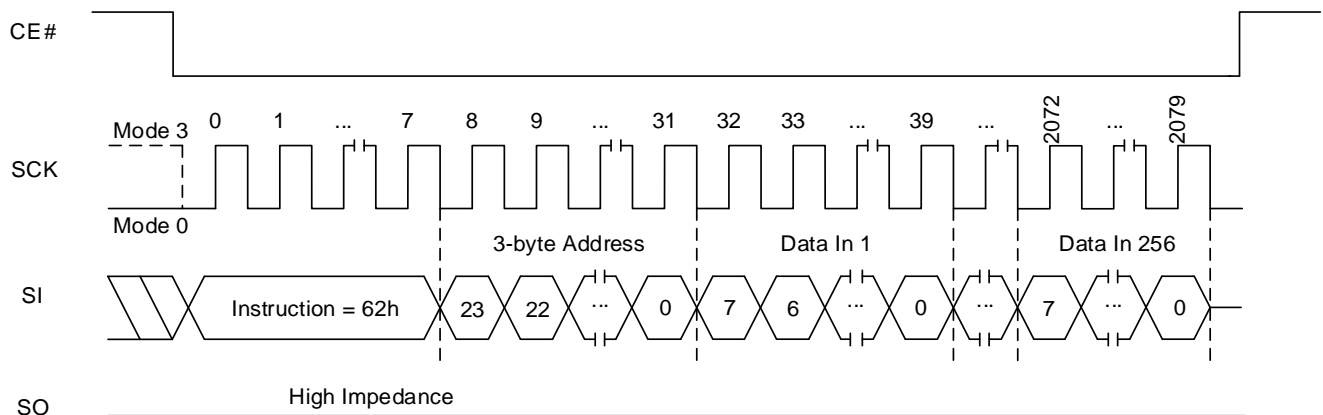 CE#
Mode 3
0 1 ... 7 8 9 ... 31 32 33 ... 39 ... 2072 ... 2079
SCK
Mode 0
3-byte Address Data In 1 Data In 256
SI
Instruction = 62h 23 22 ... 0 7 6 ... 0 ... 7 ... 0
High Impedance
SO